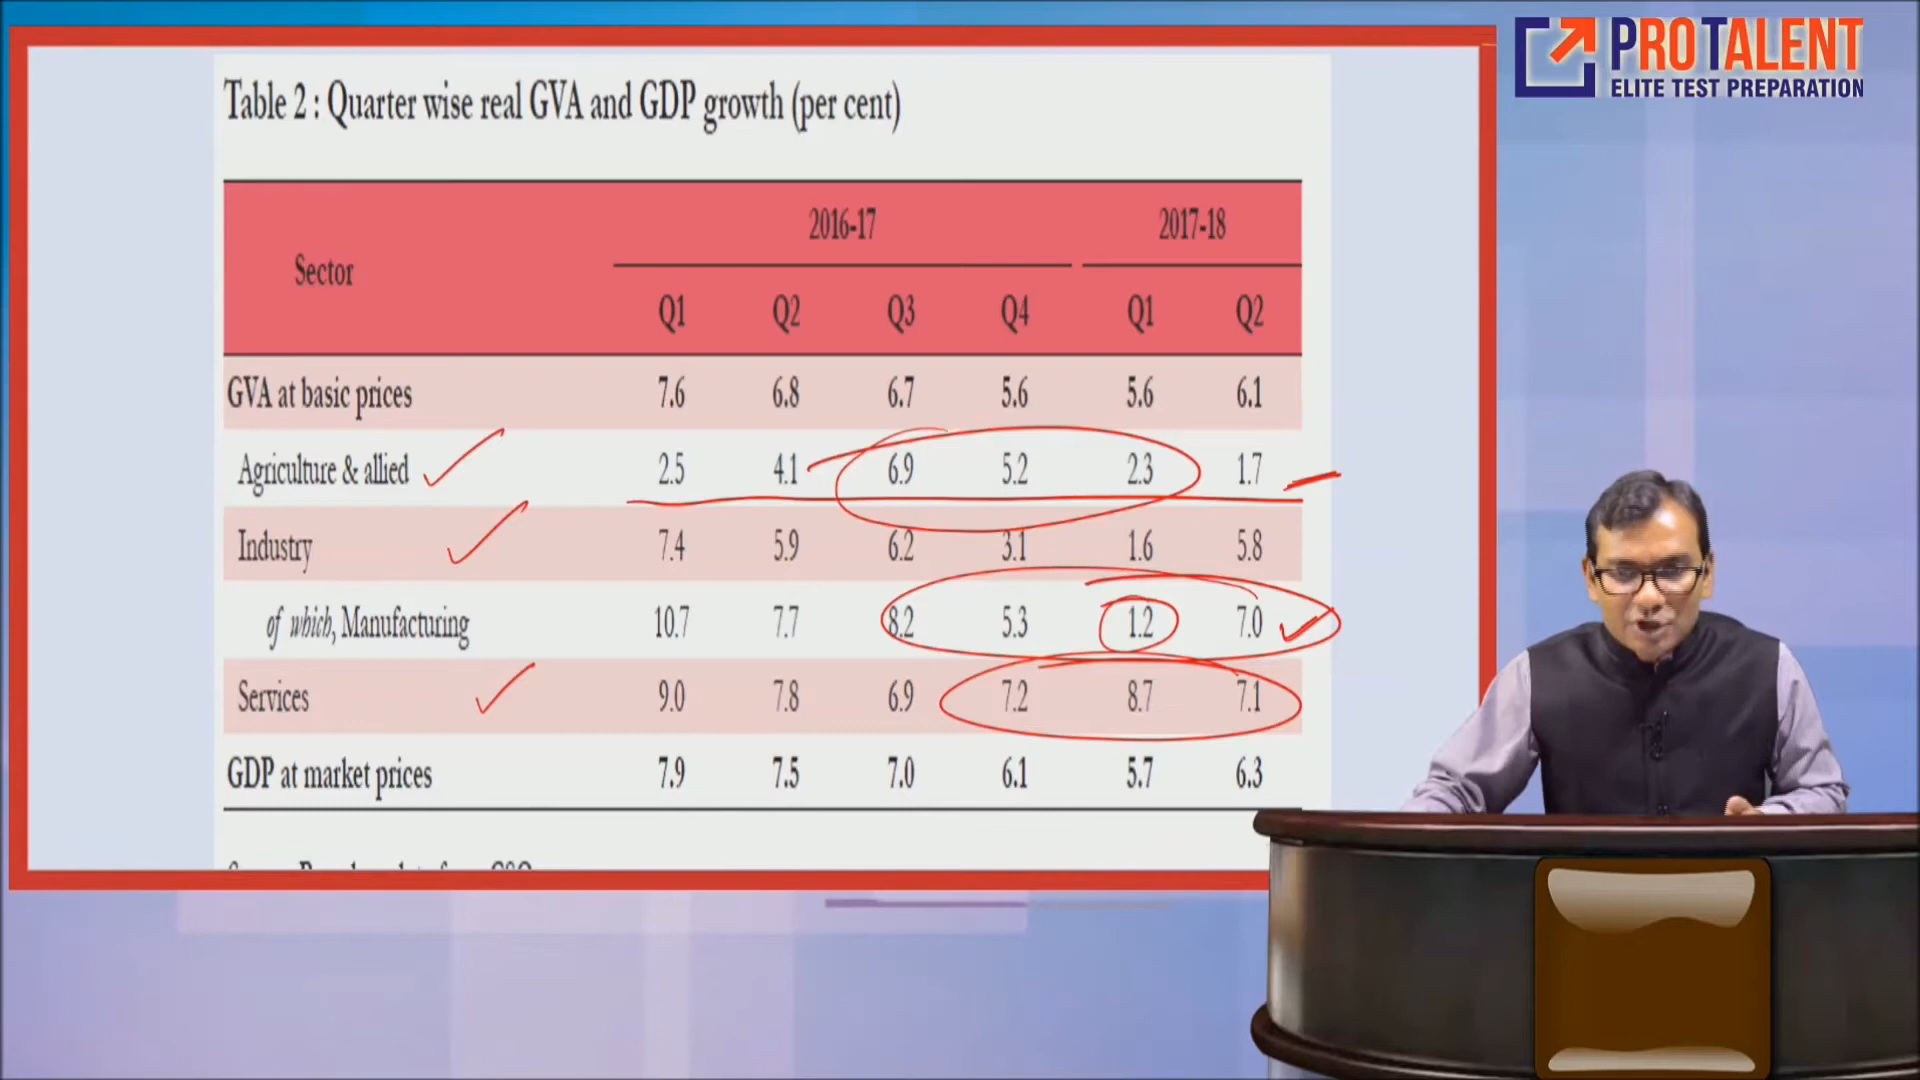 PROTALENT
ELITE TEST PREPARATION
Table 2 : Quarter wise real GVA and GDP growth (per cent)
Sector 2016-17 2017-18
Q1 Q2 Q3 Q4 Q1 Q2
GVA at basic prices 7.6 6.8 6.7 5.6 5.6 6.1
Agriculture & allied 2.5 4.1 6.9 5.2 2.3 1.7
Industry 7.4 5.9 6.2 3.1 1.6 5.8
of which, Manufacturing 10.7 7.7 8.2 5.3 1.2 7.0
Services 9.0 7.8 6.9 7.2 8.7 7.1
GDP at market prices 7.9 7.5 7.0 6.1 5.7 6.3